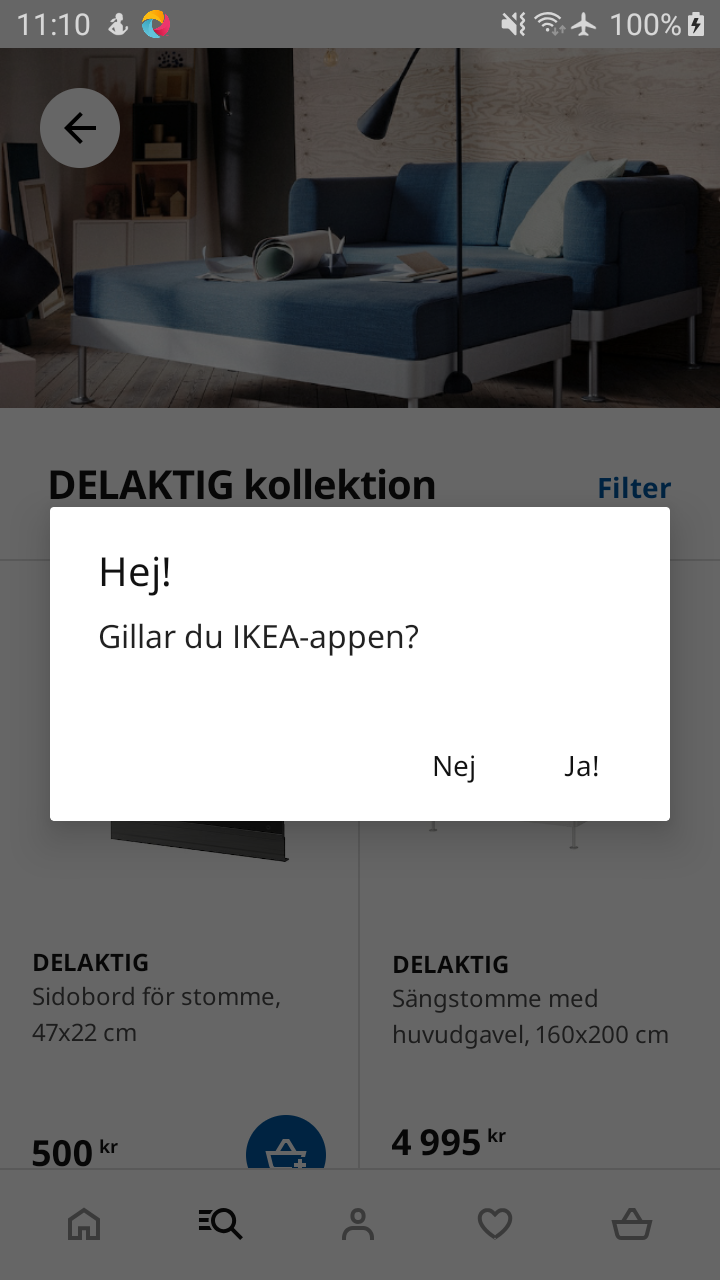 11:10 100%
DELAKTIG kollektion Filter
Hej!
Gillar du IKEA-appen?
Nej Ja!
DELAKTIG
Sidobord för stomme,
47x22 cm
500 kr
DELAKTIG
Sängstomme med
huvudgavel, 160x200 cm
4 995 kr